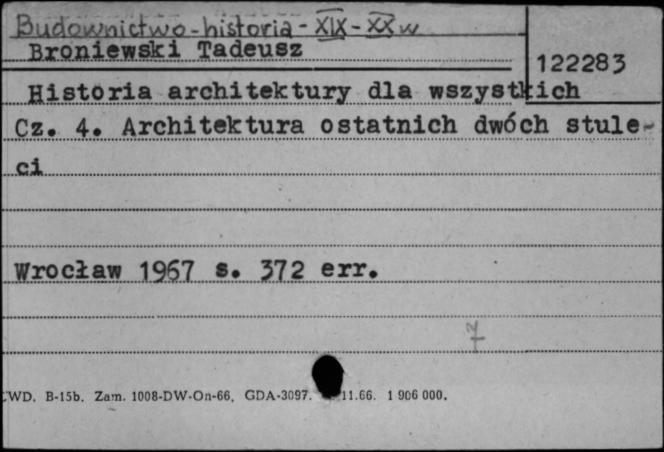 Budownictwo-historia-XIX-XX w
Broniewski Tadeusz
122283
Historia architektury dla wszystkich
Cz. 4. Architektura ostatnich dwóch stule-
ci
Wrocław 1967 s. 372 err.
CWD. B-15b. Zam. 1008-DW-On-66. GDA-3097. 11.66. 1 906 000.